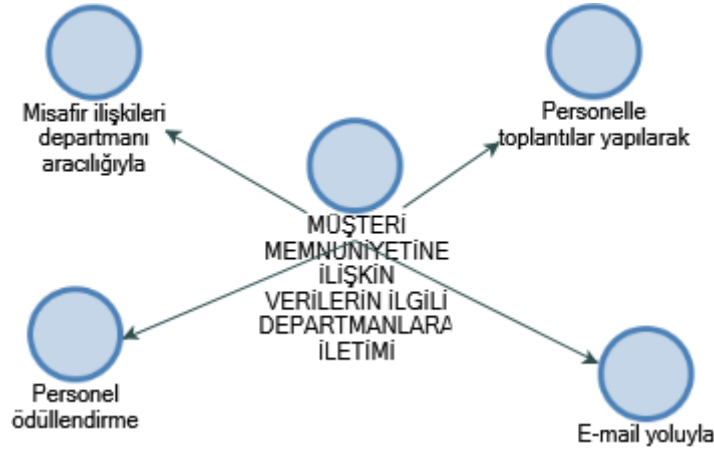 Misafir ilişkileri
departmanı
aracılığıyla
Personelle
toplantılar yapılarak
MÜŞTERİ
MEMNUNİYETİNE
İLİŞKİN
VERİLERİN İLGİLİ
DEPARTMANLARA
İLETİMİ
Personel
ödüllendirme
E-mail yoluyla